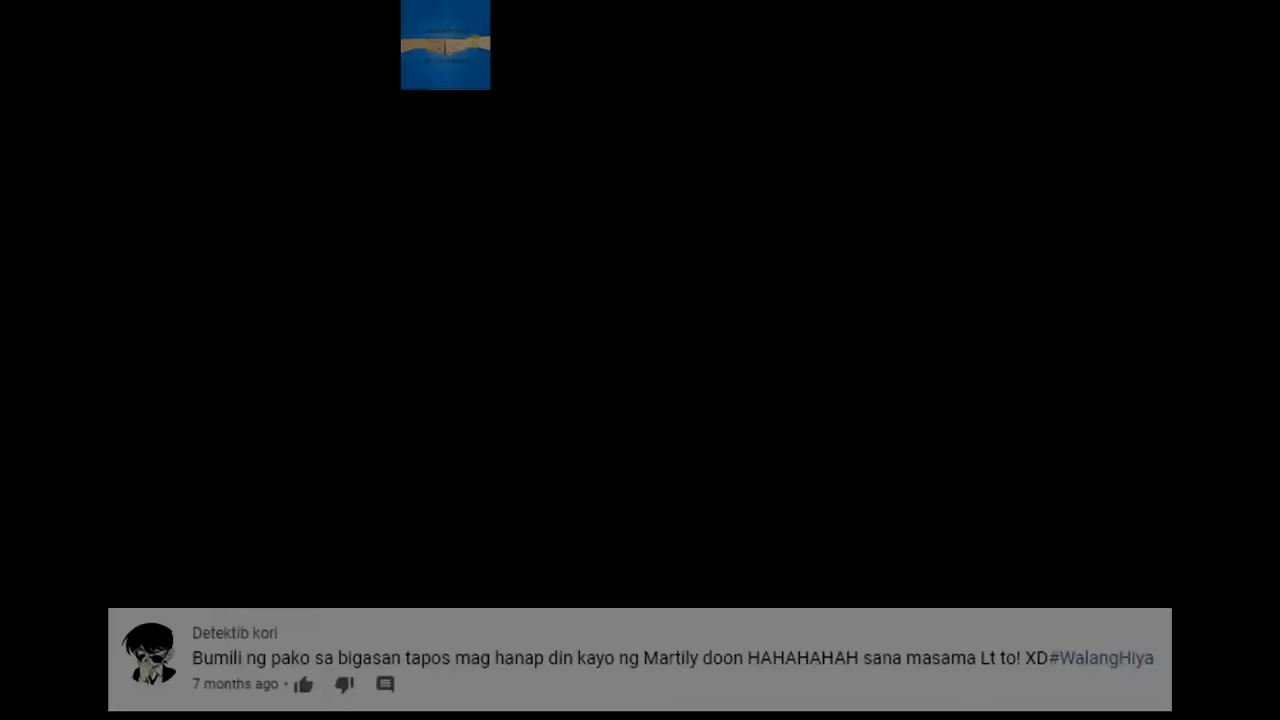 Detektib kori
Bumili ng pako sa bigasan tapos mag hanap din kayo ng Martily doon HAHAHAHAH sana masama Lt to! XD#WalangHiya
7 months ago •